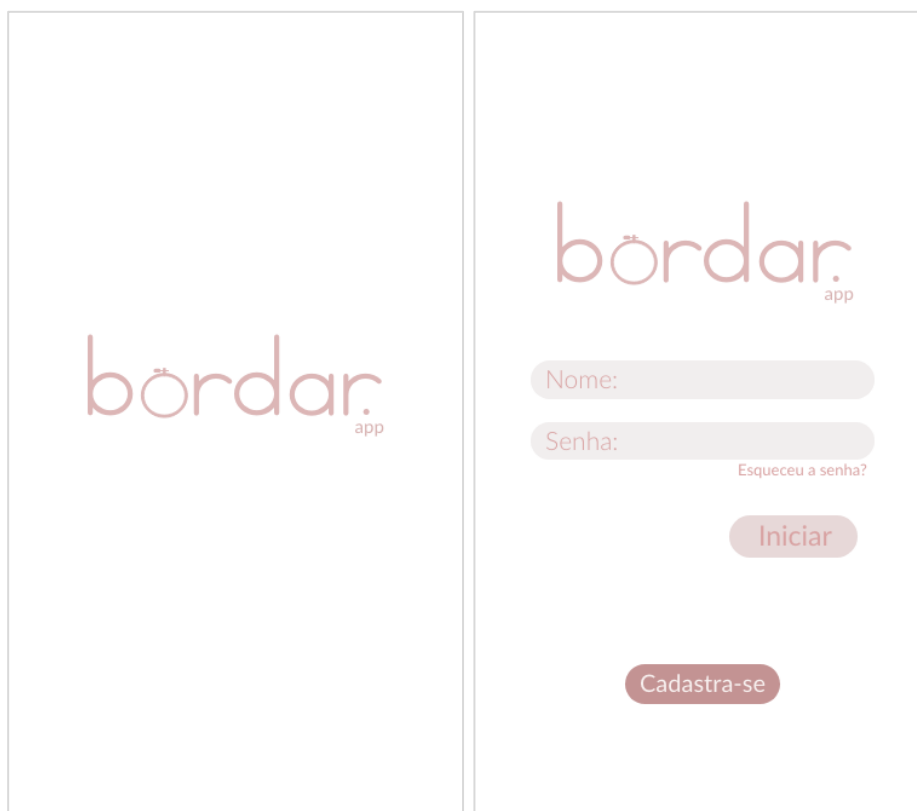 bordar.
app
bordar.
app
Nome:
Senha:
Esqueceu a senha?
Iniciar
Cadastra-se